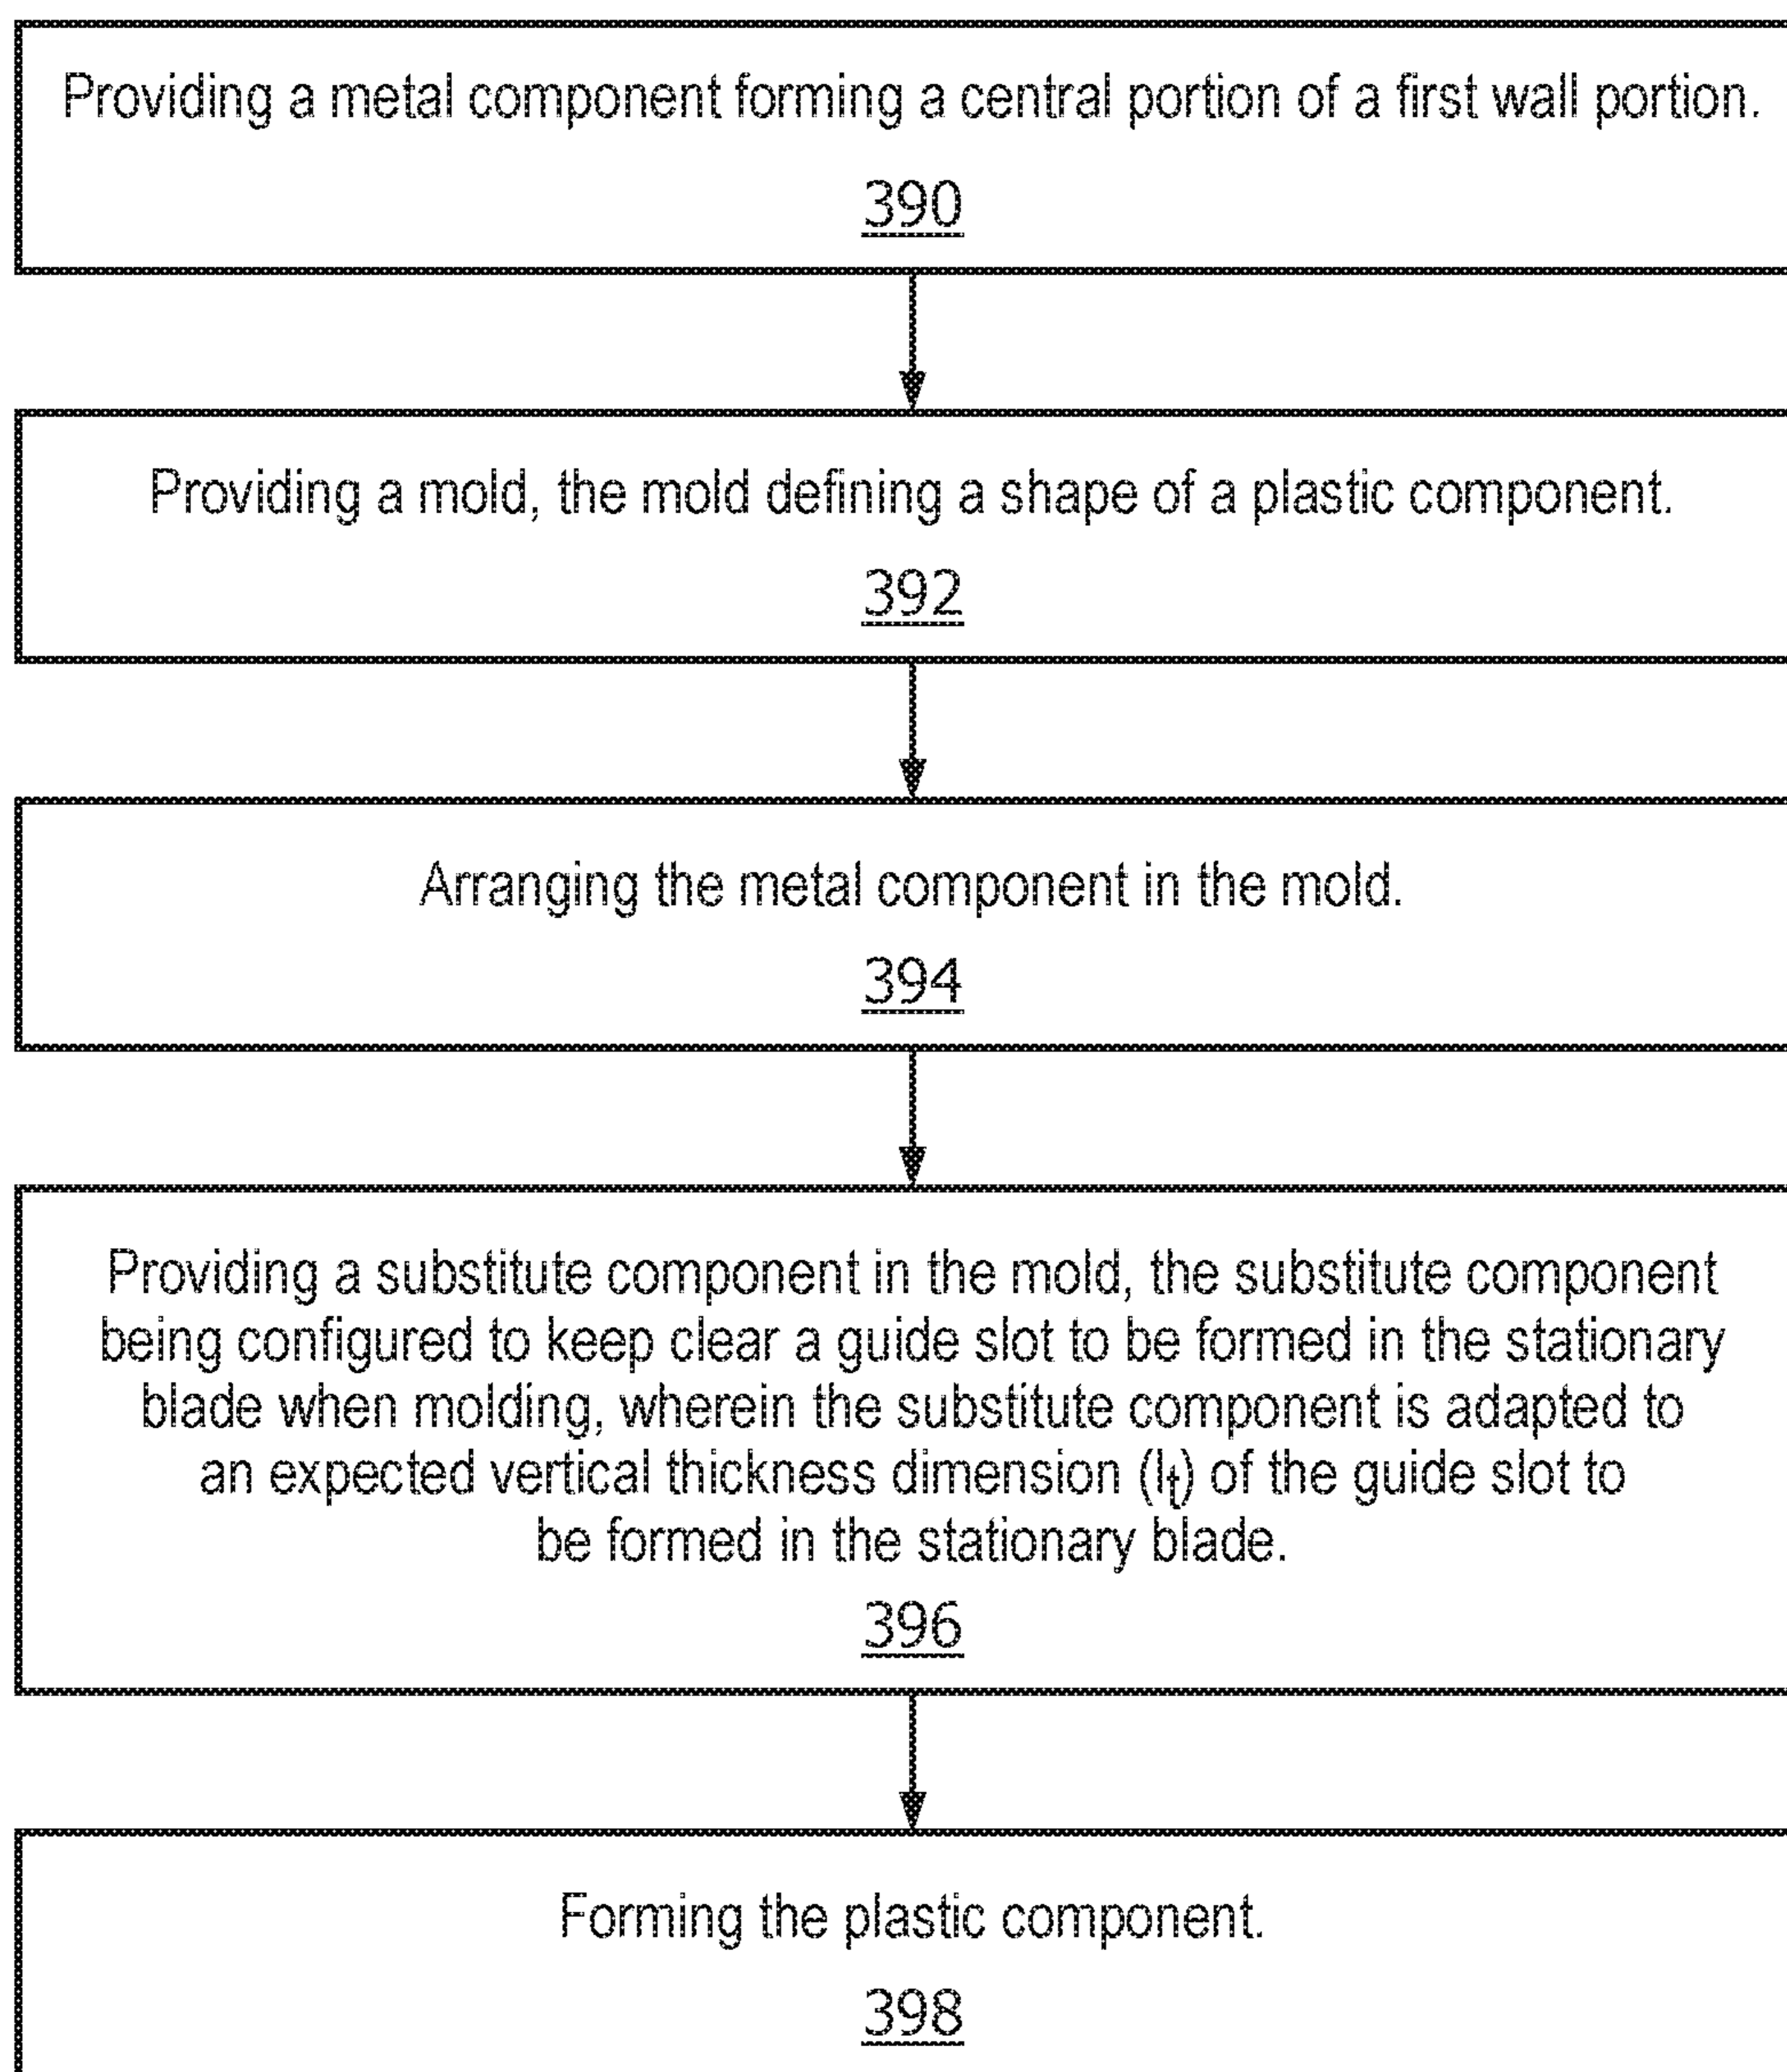 Providing a metal component forming a central portion of a first wall portion.
390
Providing a mold, the mold defining a shape of a plastic component.
392
Arranging the metal component in the mold.
394
Providing a substitute component in the mold, the substitute component
being configured to keep clear a guide slot to be formed in the stationary
blade when molding, wherein the substitute component is adapted to
an expected vertical thickness dimension (lt) of the guide slot to
be formed in the stationary blade.
396
Forming the plastic component.
398